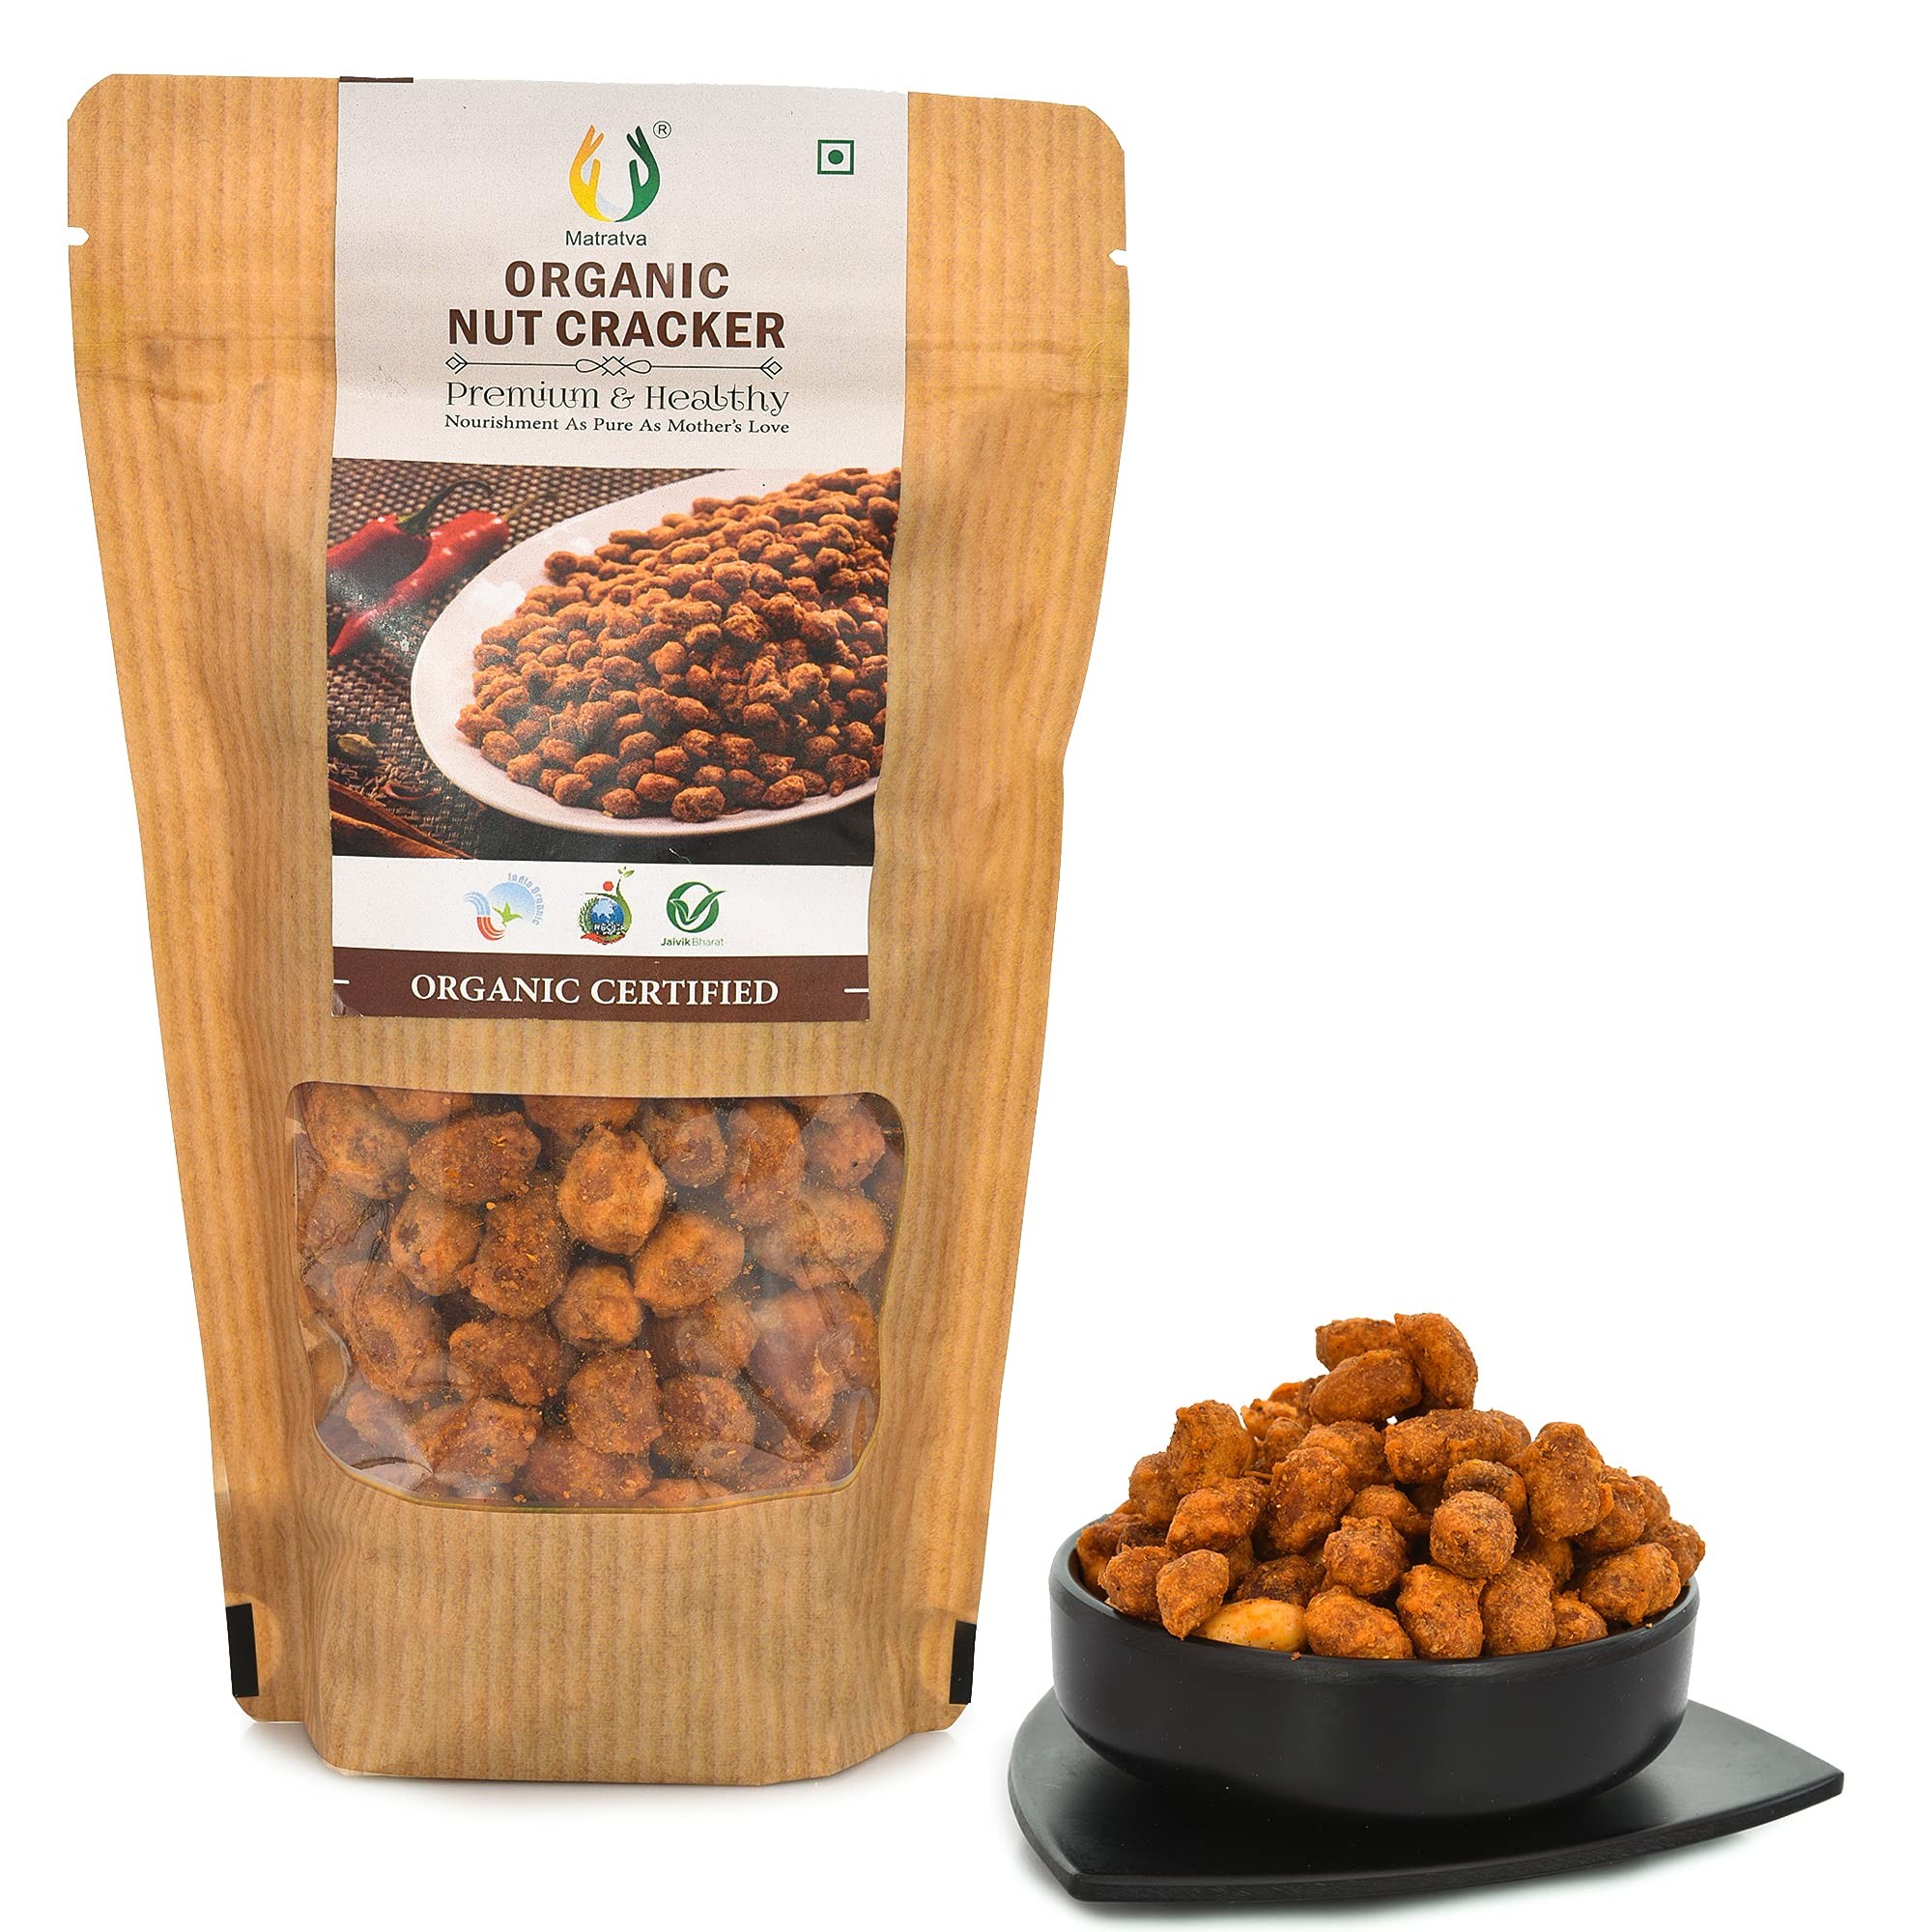 ®
Matratva
ORGANIC
NUT CRACKER
Premium & Healthy
Nourishment As Pure As Mother's Love
India Organic
Jaivik Bharat
ORGANIC CERTIFIED